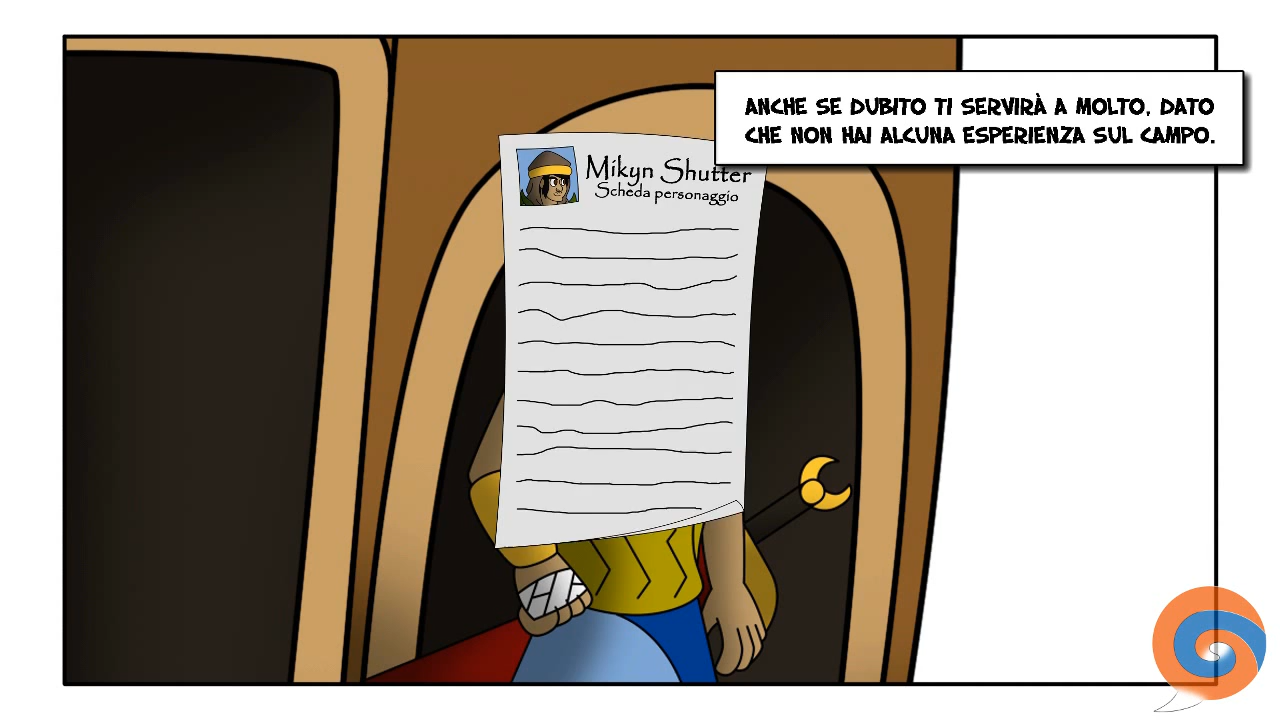 ANCHE SE DUBITO TI SERVIRÀ A MOLTO, DATO
CHE NON HAI ALCUNA ESPERIENZA SUL CAMPO.
Mikyn Shutter
Scheda personaggio